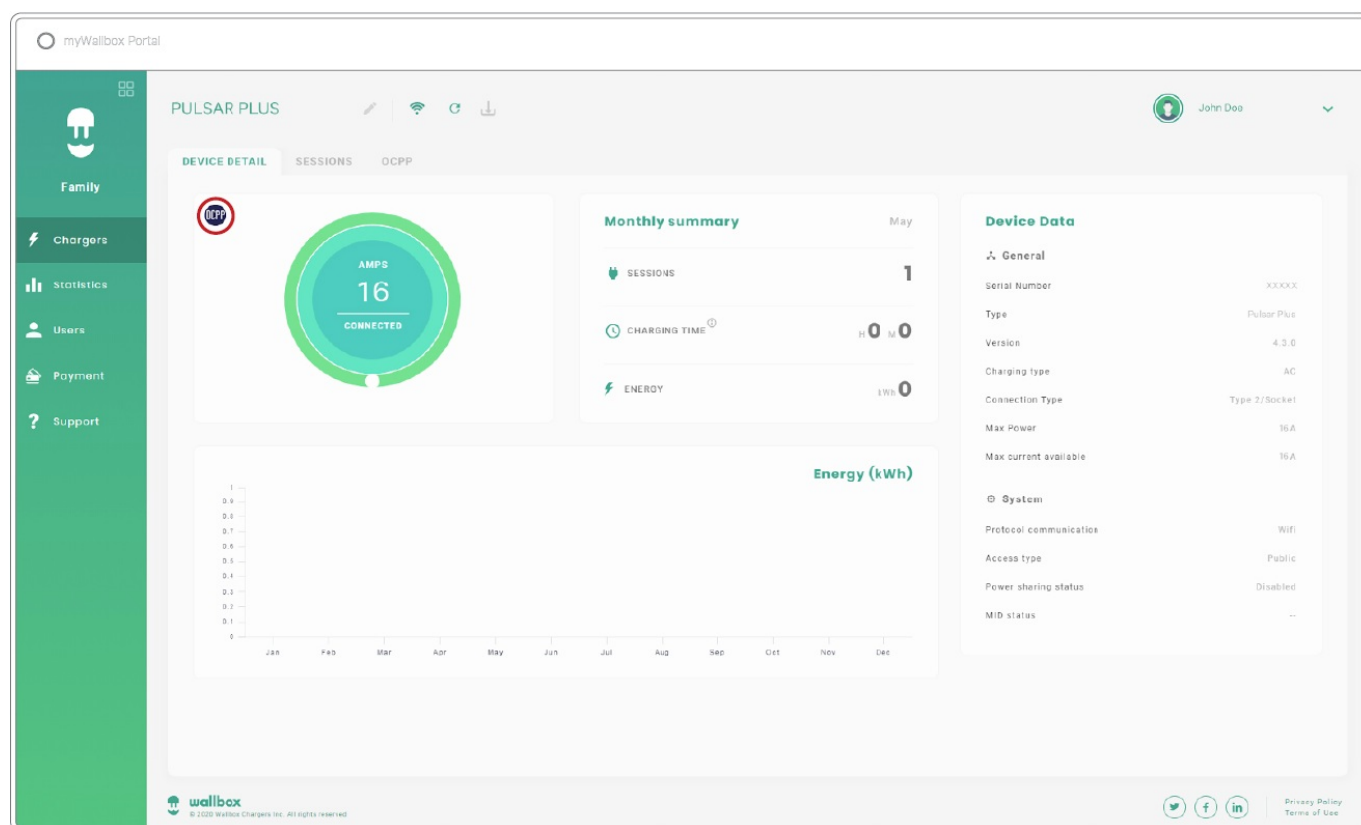 myWallbox Portal
Family
Chargers
Statistics
Users
Payment
Support
PULSAR PLUS
John Doo
DEVICE DETAIL SESSIONS OCPP
OCPP
AMPS
16
CONNECTED
Monthly summary May
SESSIONS 1
CHARGING TIME H 0 M 0
ENERGY kWh 0
Energy (kWh)
1
0.9
0.8
0.7
0.6
0.5
0.4
0.3
0.2
0.1
0
Jan Feb Mar Apr May Jun Jul Aug Sep Oct Nov Dec
Device Data
General
Serial Number XXXXX
Type Pulsar Plus
Version 4.3.0
Charging type AC
Connection Type Type 2/Socket
Max Power 16A
Max current available 16A
System
Protocol communication Wifi
Access type Public
Power sharing status Disabled
MID status --
wallbox
© 2020 Wallbox Chargers Inc. All rights reserved
Privacy Policy
Terms of Use